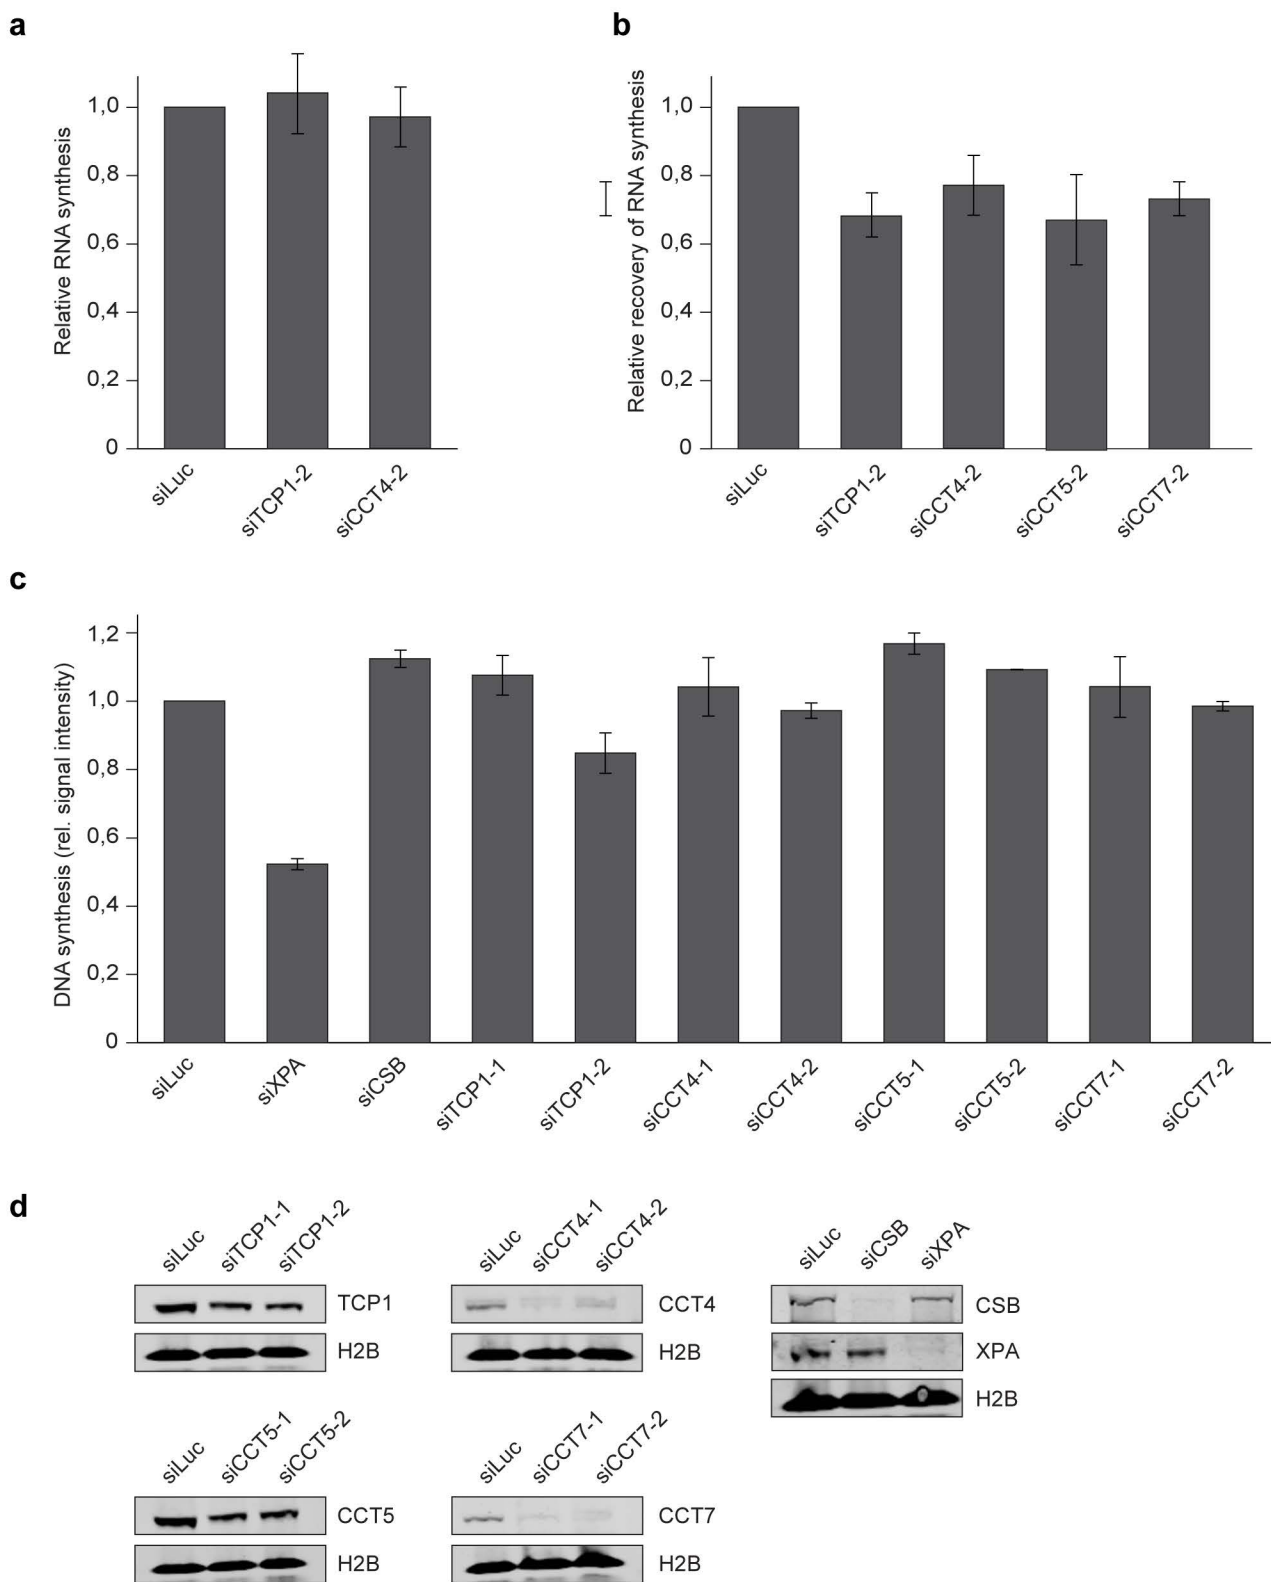 a
Relative RNA synthesis
1,0
0,8
0,6
0,4
0,2
0
siLuc
siTCP1-2
siCCT4-2
b
Relative recovery of RNA synthesis
1,0
0,8
0,6
0,4
0,2
0
siLuc
siTCP1-2
siCCT4-2
siCCT5-2
siCCT7-2
c
DNA synthesis (rel. signal intensity)
1,2
1,0
0,8
0,6
0,4
0,2
0
siLuc
siXPA
siCSB
siTCP1-1
siTCP1-2
siCCT4-1
siCCT4-2
siCCT5-1
siCCT5-2
siCCT7-1
siCCT7-2
d
siLuc
siTCP1-1
siTCP1-2
TCP1
H2B
siLuc
siCCT4-1
siCCT4-2
CCT4
H2B
siLuc
siCSB
siXPA
CSB
XPA
H2B
siLuc
siCCT5-1
siCCT5-2
CCT5
H2B
siLuc
siCCT7-1
siCCT7-2
CCT7
H2B